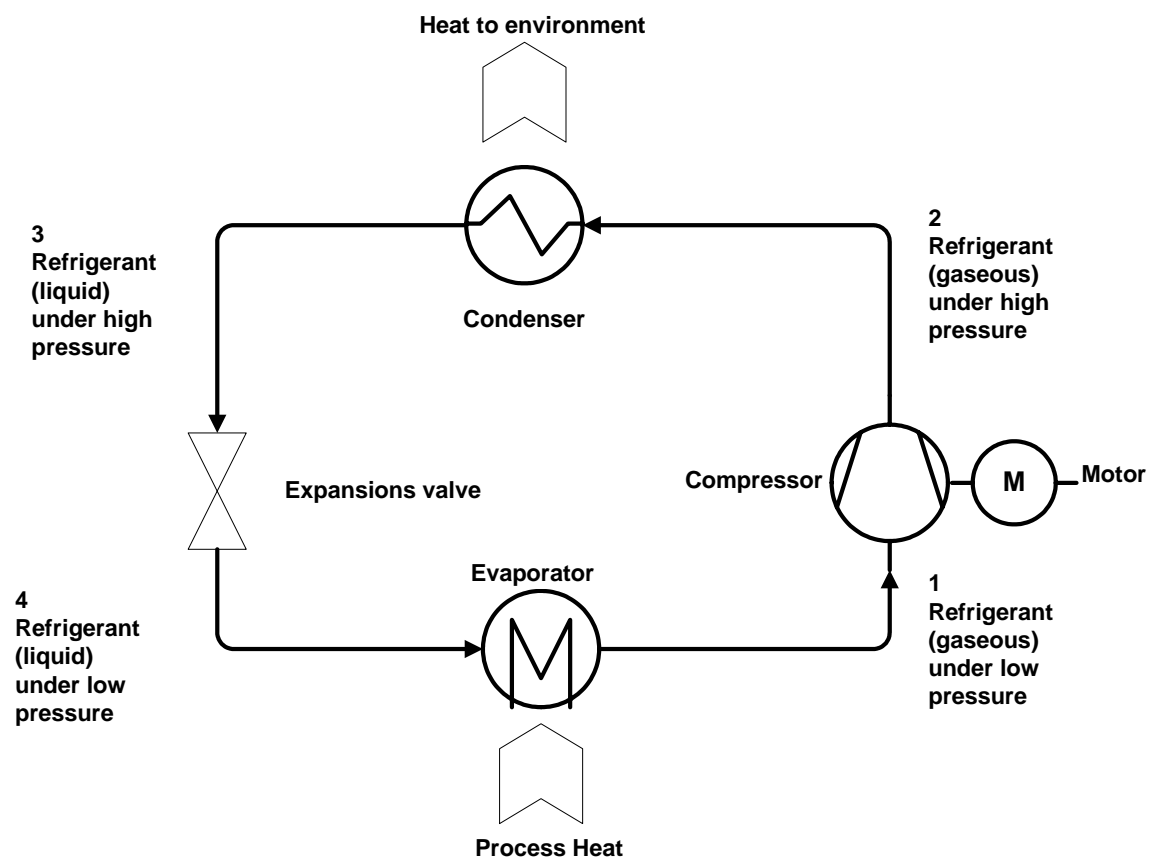 Heat to environment
3
Refrigerant
(liquid)
under high
pressure
2
Refrigerant
(gaseous)
under high
pressure
Condenser
Compressor
M
Motor
Expansions valve
Evaporator
4
Refrigerant
(liquid)
under low
pressure
1
Refrigerant
(gaseous)
under low
pressure
Process Heat